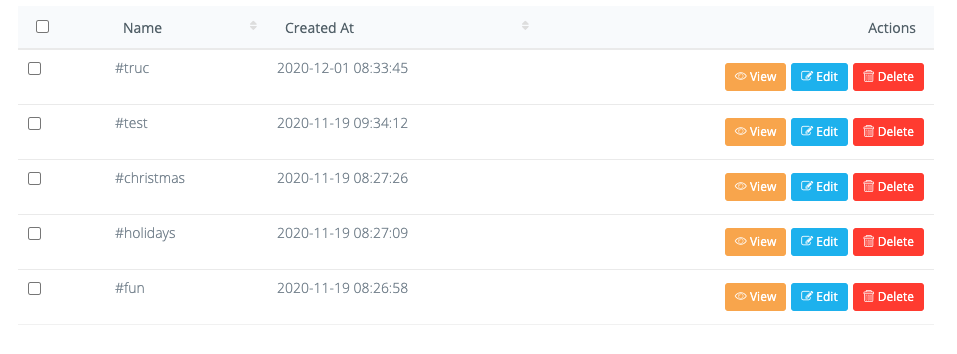 Name Created At Actions
#truc 2020-12-01 08:33:45 View Edit Delete
#test 2020-11-19 09:34:12 View Edit Delete
#christmas 2020-11-19 08:27:26 View Edit Delete
#holidays 2020-11-19 08:27:09 View Edit Delete
#fun 2020-11-19 08:26:58 View Edit Delete